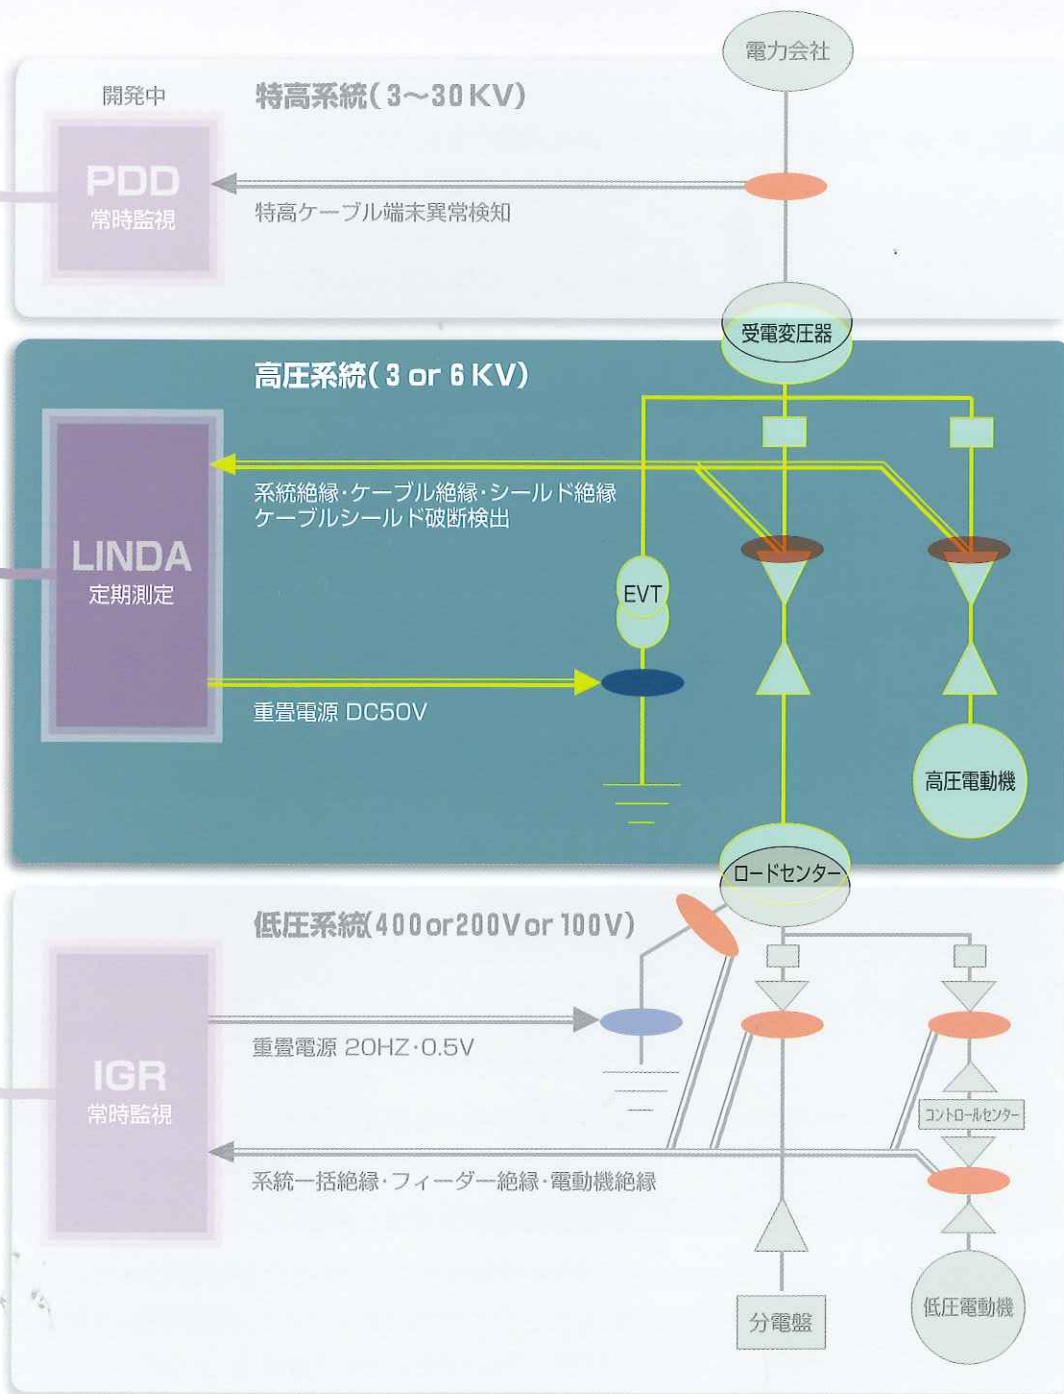 電力会社
開発中
特高系統(3〜30KV)
PDD
常時監視
特高ケーブル端末異常検知
受電変圧器
高圧系統(3 or 6 KV)
系統絶縁・ケーブル絶縁・シールド絶縁
ケーブルシールド破断検出
LINDA
定期測定
EVT
重畳電源 DC50V
高圧電動機
ロードセンター
低圧系統(400or200Vor 100V)
重畳電源 20HZ・0.5V
IGR
常時監視
コントロールセンター
系統一括絶縁・フィーダー絶縁・電動機絶縁
分電盤
低圧電動機